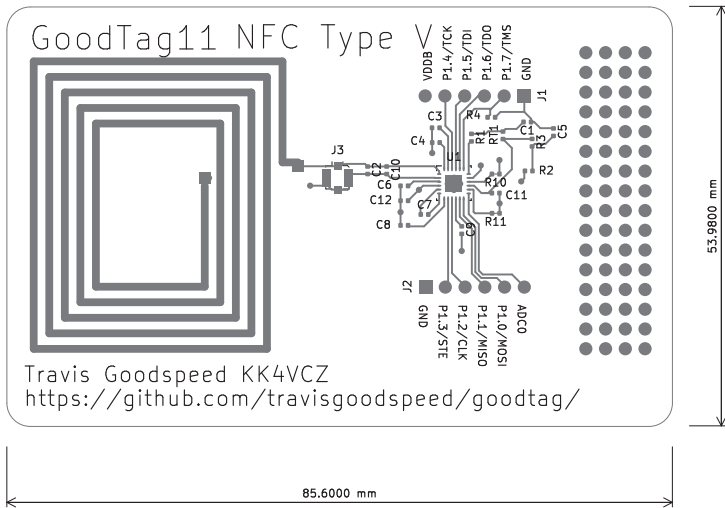 GoodTag11 NFC Type V
VDDB
P1.4/TCK
P1.5/TDI
P1.6/TDO
P1.7/TMS
GND
J1
R4
C3
C4
R1
RT1
C1
C5
R3
J3
C2
C10
U1
R2
C6
R10
C12
C11
C7
R11
C8
C9
J2
GND
P1.3/STE
P1.2/CLK
P1.1/MISO
P1.0/MOSI
ADC0
Travis Goodspeed KK4VCZ
https://github.com/travisgoodspeed/goodtag/
53.9800 mm
85.6000 mm